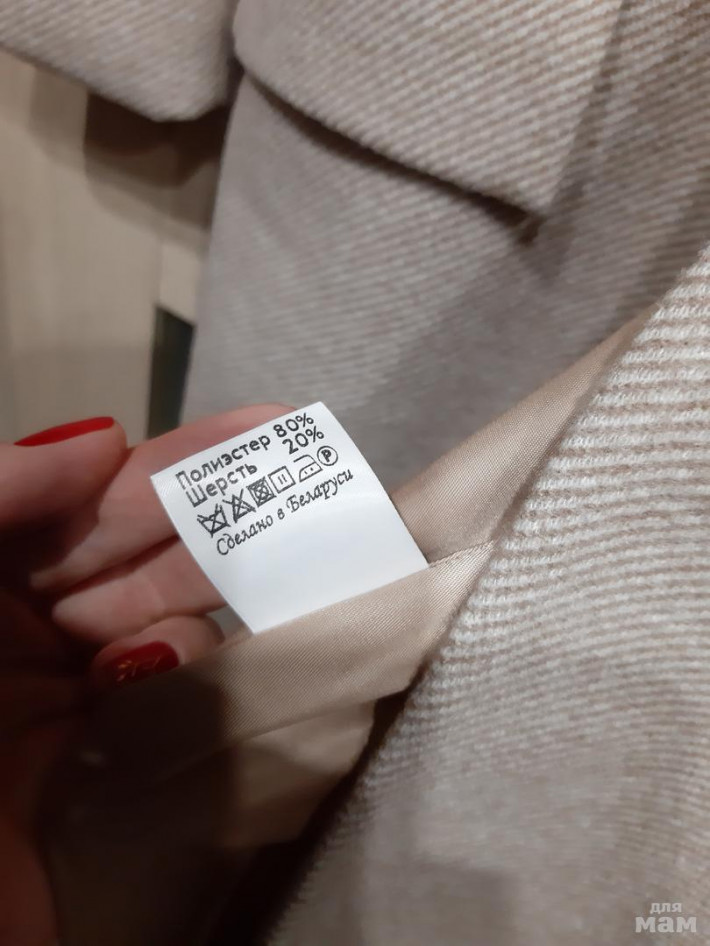 Полиэстер 80%
Шерсть 20%
P
Сделано в Беларуси
для
мам